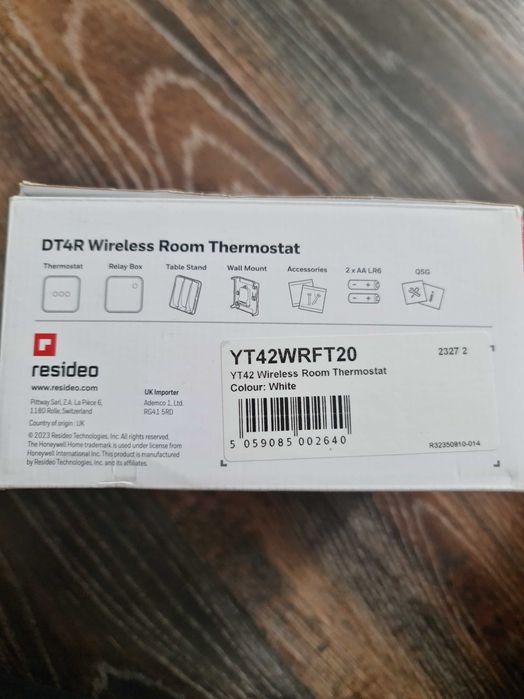 DT4R Wireless Room Thermostat
Thermostat Relay Box Table Stand Wall Mount Accessories 2 x AA LR6 QSG
resideo
www.resideo.com
Pittway Sarl, Z.A. La Pièce 6,
1180 Rolle, Switzerland
Country of origin : UK
UK Importer
Ademco 1, Ltd.
RG41 5RD
© 2023 Resideo Technologies, Inc. All rights reserved.
The Honeywell Home trademark is used under license from
Honeywell International Inc. This product is manufactured
by Resideo Technologies, Inc. and its affiliates.
YT42WRFT20 2327 2
YT42 Wireless Room Thermostat
Colour: White
5 059085 002640
R32350810-014